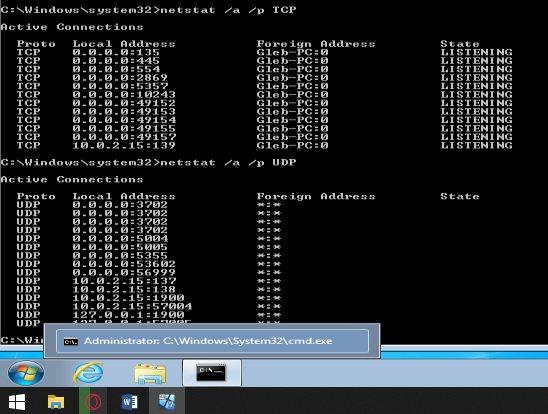 C:\Windows\system32>netstat /a /p TCP
Active Connections
Proto Local Address Foreign Address State
TCP 0.0.0.0:135 Gleb-PC:0 LISTENING
TCP 0.0.0.0:445 Gleb-PC:0 LISTENING
TCP 0.0.0.0:554 Gleb-PC:0 LISTENING
TCP 0.0.0.0:2869 Gleb-PC:0 LISTENING
TCP 0.0.0.0:5357 Gleb-PC:0 LISTENING
TCP 0.0.0.0:10243 Gleb-PC:0 LISTENING
TCP 0.0.0.0:49152 Gleb-PC:0 LISTENING
TCP 0.0.0.0:49153 Gleb-PC:0 LISTENING
TCP 0.0.0.0:49154 Gleb-PC:0 LISTENING
TCP 0.0.0.0:49155 Gleb-PC:0 LISTENING
TCP 0.0.0.0:49157 Gleb-PC:0 LISTENING
TCP 10.0.2.15:139 Gleb-PC:0 LISTENING
C:\Windows\system32>netstat /a /p UDP
Active Connections
Proto Local Address Foreign Address State
UDP 0.0.0.0:3702 *:*
UDP 0.0.0.0:3702 *:*
UDP 0.0.0.0:3702 *:*
UDP 0.0.0.0:3702 *:*
UDP 0.0.0.0:5004 *:*
UDP 0.0.0.0:5005 *:*
UDP 0.0.0.0:5355 *:*
UDP 0.0.0.0:53602 *:*
UDP 0.0.0.0:56999 *:*
UDP 10.0.2.15:137 *:*
UDP 10.0.2.15:138 *:*
UDP 10.0.2.15:1900 *:*
UDP 10.0.2.15:57004 *:*
UDP 127.0.0.1:1900 *:*
UDP
C:\Wi
Administrator: C:\Windows\System32\cmd.exe